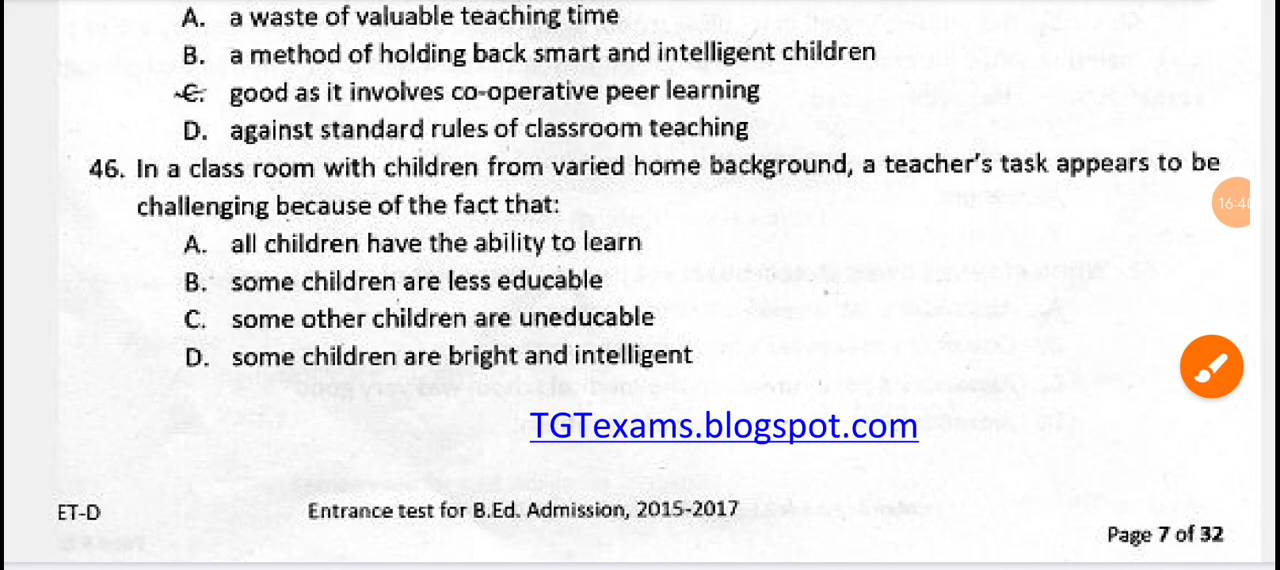 A. a waste of valuable teaching time
B. a method of holding back smart and intelligent children
C. good as it involves co-operative peer learning
D. against standard rules of classroom teaching
46. In a class room with children from varied home background, a teacher's task appears to be
challenging because of the fact that:
16:40
A. all children have the ability to learn
B. some children are less educable
C. some other children are uneducable
D. some children are bright and intelligent
TGTexams.blogspot.com
ET-D
Entrance test for B.Ed. Admission, 2015-2017
Page 7 of 32